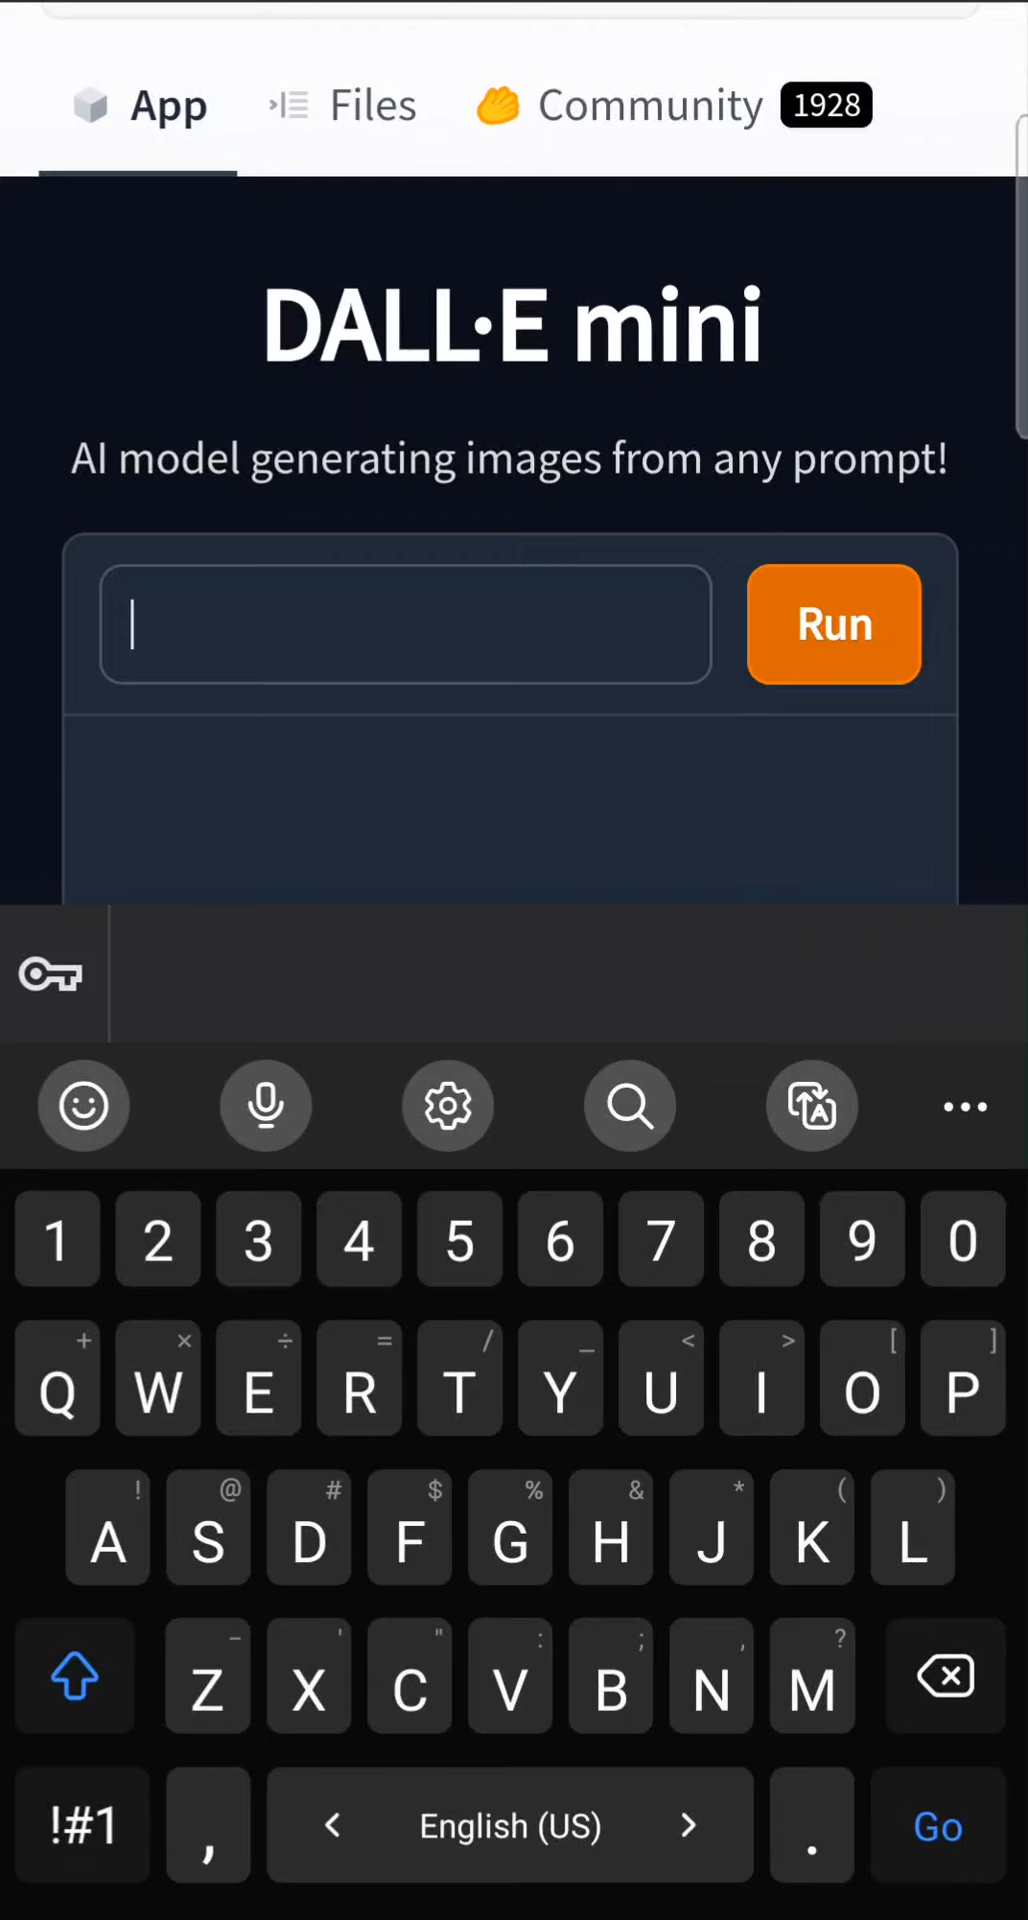 App Files Community 1928
DALL·E mini
AI model generating images from any prompt!
Run
1 2 3 4 5 6 7 8 9 0
+ × ÷ = / _ < > [ ]
Q W E R T Y U I O P
! @ # $ % & * ( )
A S D F G H J K L
- ' " : ; , ?
Z X C V B N M
!#1 , < English (US) > . Go